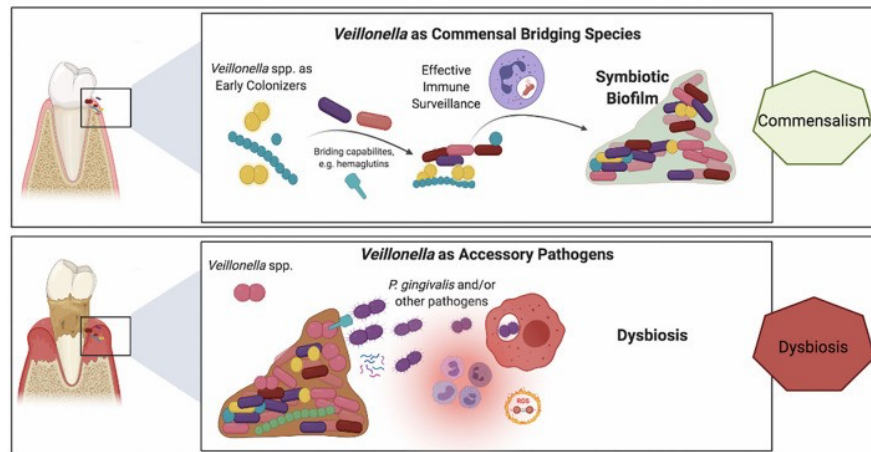 Veillonella as Commensal Bridging Species
Veillonella spp. as
Early Colonizers
Briding capabilites,
e.g. hemaglutins
Effective
Immune
Surveillance
Symbiotic
Biofilm
Commensalism
Veillonella as Accessory Pathogens
Veillonella spp.
P. gingivalis and/or
other pathogens
ROS
Dysbiosis
Dysbiosis